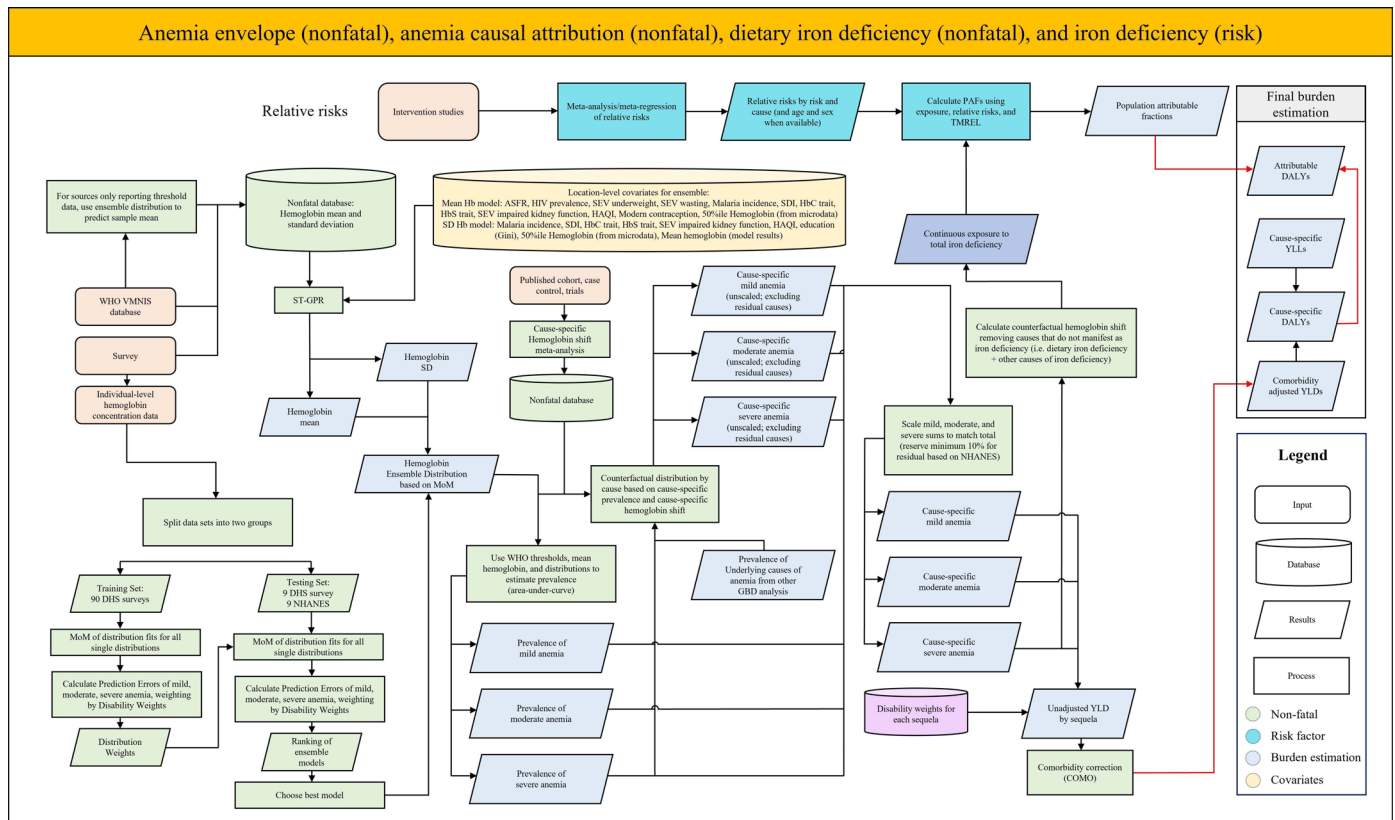 Anemia envelope (nonfatal), anemia causal attribution (nonfatal), dietary iron deficiency (nonfatal), and iron deficiency (risk)
Relative risks
Intervention studies
Meta-analysis/meta-regression
of relative risks
Relative risks by risk and
cause (and age and sex
when available)
Calculate PAFs using
exposure, relative risks, and
TMREL
Population attributable
fractions
Final burden
estimation
Attributable
DALYs
Cause-specific
YLLs
Cause-specific
DALYs
Comorbidity
adjusted YLDs
For sources only reporting threshold
data, use ensemble distribution to
predict sample mean
Nonfatal database:
Hemoglobin mean and
standard deviation
Location-level covariates for ensemble:
Mean Hb model: ASFR, HIV prevalence, SEV underweight, SEV wasting, Malaria incidence, SDI, HbC trait,
HbS trait, SEV impaired kidney function, HAQI, Modern contraception, 50%ile Hemoglobin (from microdata)
SD Hb model: Malaria incidence, SDI, HbC trait, HbS trait, SEV impaired kidney function, HAQI, education
(Gini), 50%ile Hemoglobin (from microdata), Mean hemoglobin (model results)
Continuous exposure to
total iron deficiency
WHO VMNIS
database
Survey
Individual-level
hemoglobin
concentration data
ST-GPR
Hemoglobin
SD
Hemoglobin
mean
Hemoglobin
Ensemble Distribution
based on MoM
Published cohort, case
control, trials
Cause-specific
Hemoglobin shift
meta-analysis
Nonfatal database
Cause-specific
mild anemia
(unscaled; excluding
residual causes)
Cause-specific
moderate anemia
(unscaled; excluding
residual causes)
Cause-specific
severe anemia
(unscaled; excluding
residual causes)
Calculate counterfactual hemoglobin shift
removing causes that do not manifest as
iron deficiency (i.e. dietary iron deficiency
+ other causes of iron deficiency)
Scale mild, moderate, and
severe sums to match total
(reserve minimum 10% for
residual based on NHANES)
Counterfactual distribution by
cause based on cause-specific
prevalence and cause-specific
hemoglobin shift
Split data sets into two groups
Use WHO thresholds, mean
hemoglobin, and distributions to
estimate prevalence
(area-under-curve)
Prevalence of
Underlying causes of
anemia from other
GBD analysis
Cause-specific
mild anemia
Cause-specific
moderate anemia
Cause-specific
severe anemia
Training Set:
90 DHS surveys
Testing Set:
9 DHS survey
9 NHANES
MoM of distribution fits for all
single distributions
MoM of distribution fits for all
single distributions
Calculate Prediction Errors of mild,
moderate, severe anemia, weighting
by Disability Weights
Calculate Prediction Errors of mild,
moderate, severe anemia, weighting
by Disability Weights
Distribution
Weights
Ranking of
ensemble
models
Choose best model
Prevalence of
mild anemia
Prevalence of
moderate anemia
Prevalence of
severe anemia
Disability weights for
each sequela
Unadjusted YLD
by sequela
Comorbidity correction
(COMO)
Legend
Input
Database
Results
Process
Non-fatal
Risk factor
Burden estimation
Covariates